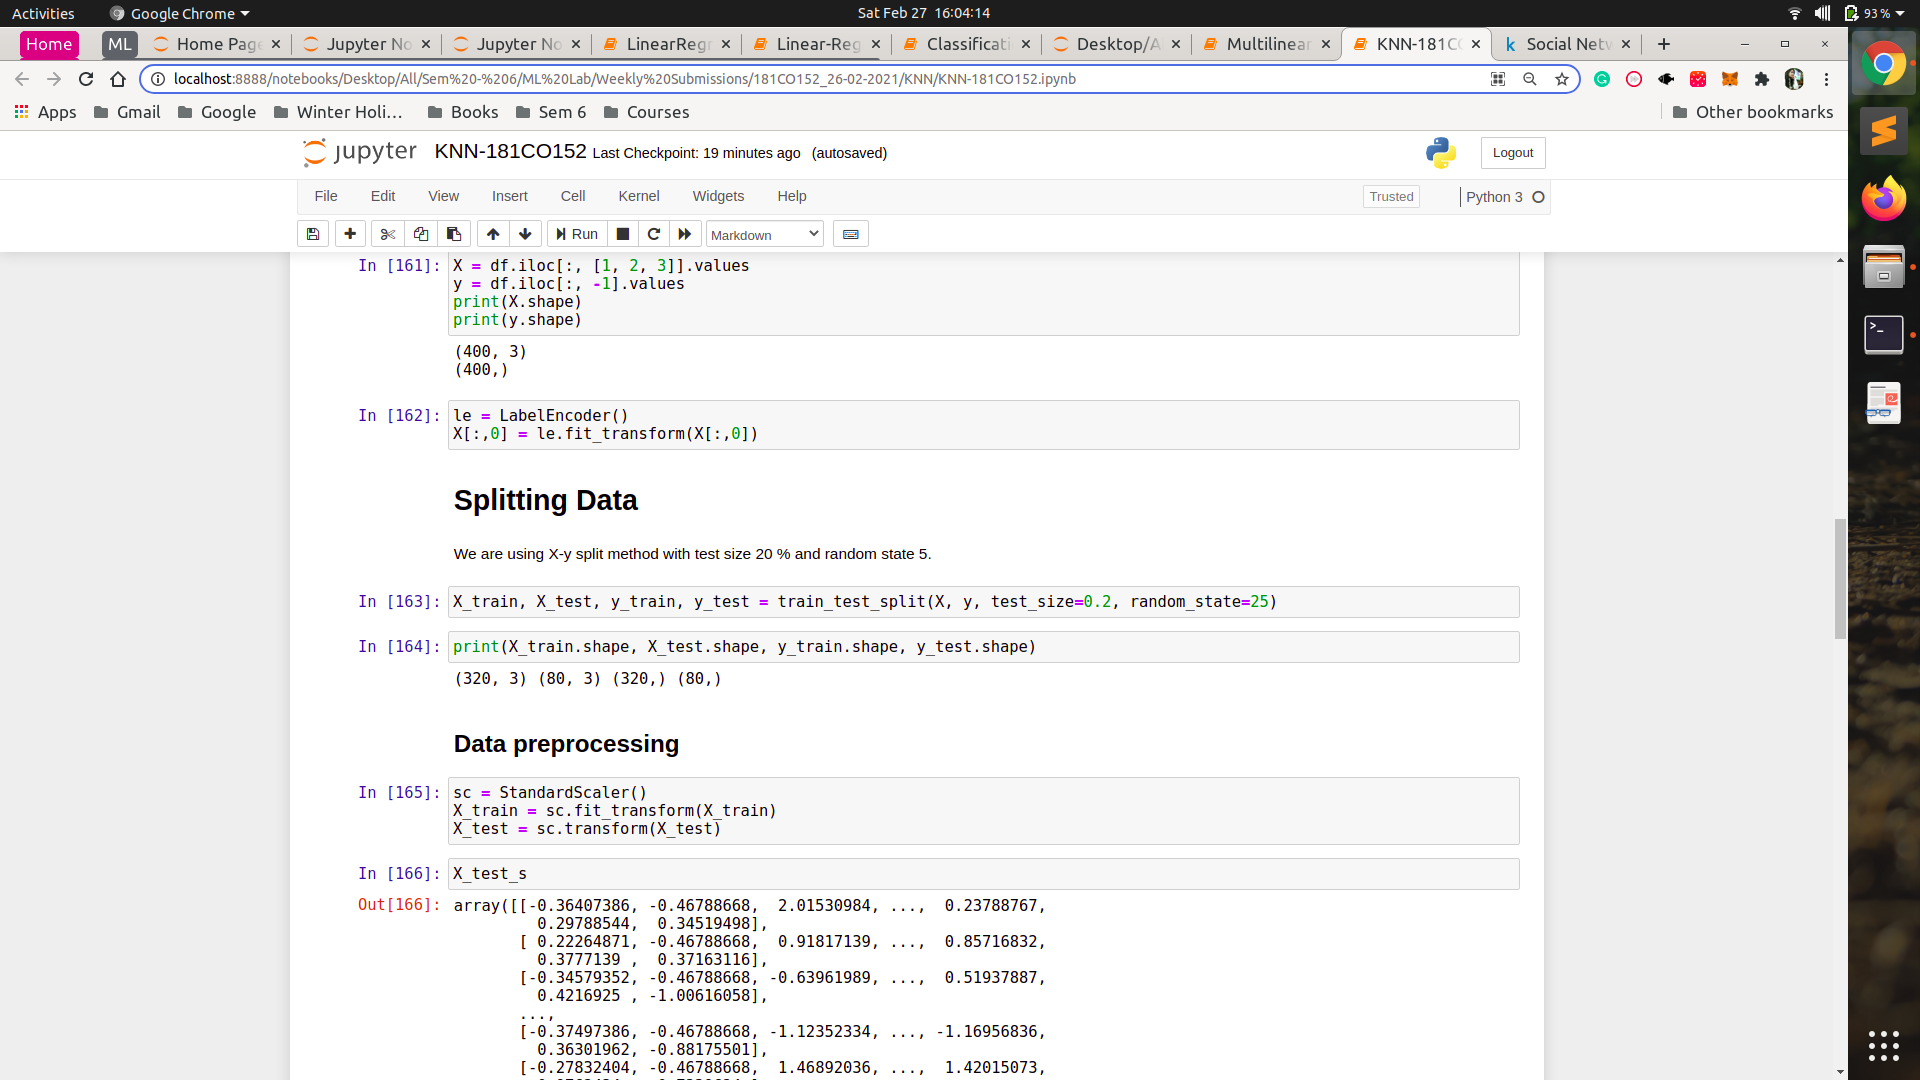 Activities Google Chrome Sat Feb 27 16:04:14 93 %
Home ML Home Page Jupyter No Jupyter No LinearRegr Linear-Reg Classificati Desktop/A Multilinear KNN-181CO Social Netw
localhost:8888/notebooks/Desktop/All/Sem%20-%206/ML%20Lab/Weekly%20Submissions/181CO152_26-02-2021/KNN/KNN-181CO152.ipynb
Apps Gmail Google Winter Holi... Books Sem 6 Courses Other bookmarks
jupyter KNN-181CO152 Last Checkpoint: 19 minutes ago (autosaved) Logout
File Edit View Insert Cell Kernel Widgets Help Trusted Python 3
Run Markdown
In [161]: X = df.iloc[:, [1, 2, 3]].values
y = df.iloc[:, -1].values
print(X.shape)
print(y.shape)
(400, 3)
(400,)
In [162]: le = LabelEncoder()
X[:,0] = le.fit_transform(X[:,0])
Splitting Data
We are using X-y split method with test size 20 % and random state 5.
In [163]: X_train, X_test, y_train, y_test = train_test_split(X, y, test_size=0.2, random_state=25)
In [164]: print(X_train.shape, X_test.shape, y_train.shape, y_test.shape)
(320, 3) (80, 3) (320,) (80,)
Data preprocessing
In [165]: sc = StandardScaler()
X_train = sc.fit_transform(X_train)
X_test = sc.transform(X_test)
In [166]: X_test_s
Out[166]: array([[-0.36407386, -0.46788668, 2.01530984, ..., 0.23788767,
0.29788544, 0.34519498],
[ 0.22264871, -0.46788668, 0.91817139, ..., 0.85716832,
0.3777139 , 0.37163116],
[-0.34579352, -0.46788668, -0.63961989, ..., 0.51937887,
0.4216925 , -1.00616058],
...,
[-0.37497386, -0.46788668, -1.12352334, ..., -1.16956836,
0.36301962, -0.88175501],
[-0.27832404, -0.46788668, 1.46892036, ..., 1.42015073,